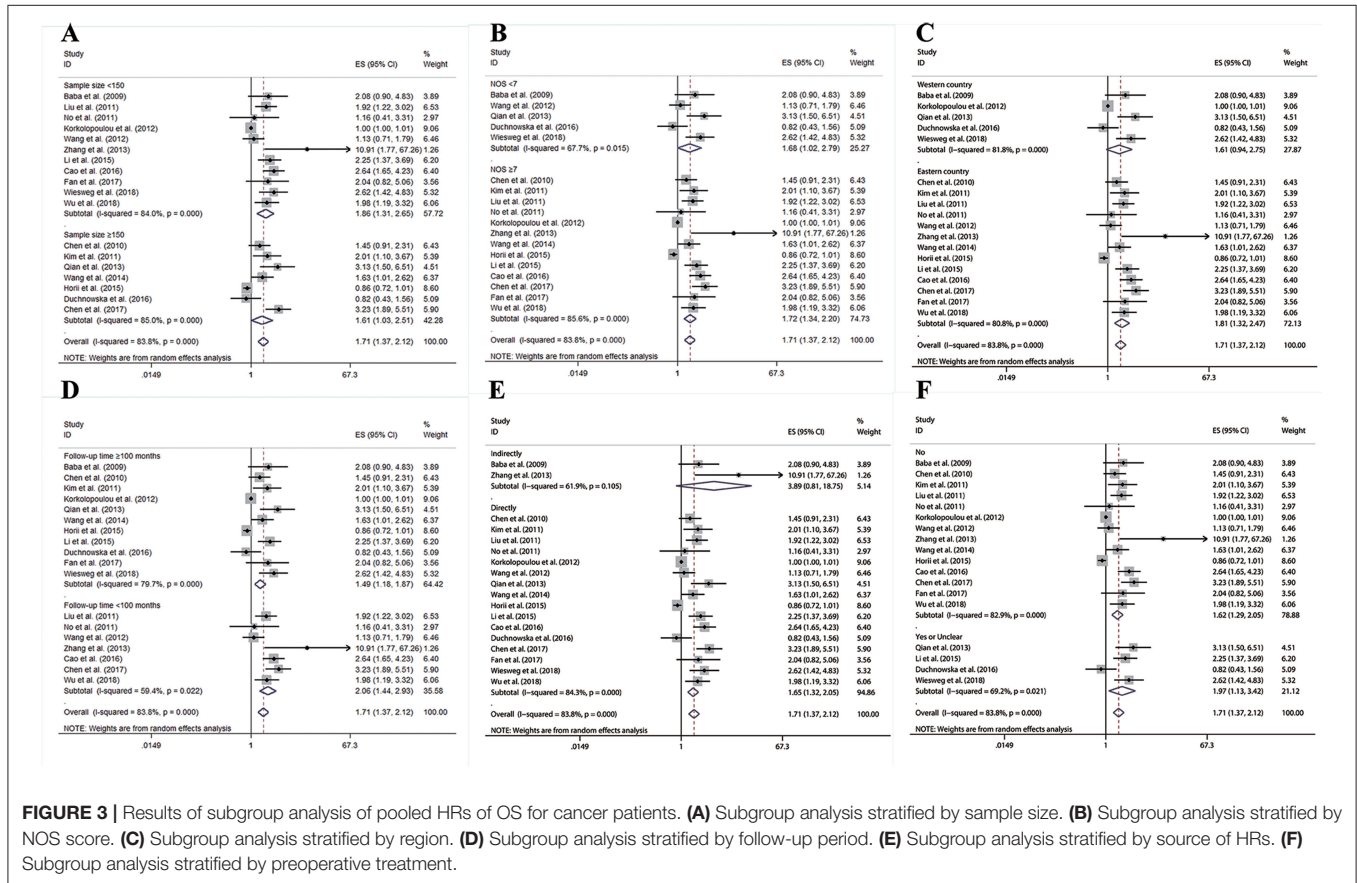 A
Study
%
ID
ES (95% CI)
Weight
Sample size <150
Baba et al. (2009) 2.08 (0.90, 4.83) 3.89
Liu et al. (2011) 1.92 (1.22, 3.02) 6.53
No et al. (2011) 1.16 (0.41, 3.31) 2.97
Korkolopoulou et al. (2012) 1.00 (1.00, 1.01) 9.06
Wang et al. (2012) 1.13 (0.71, 1.79) 6.46
Zhang et al. (2013) 10.91 (1.77, 67.26) 1.26
Li et al. (2015) 2.25 (1.37, 3.69) 6.20
Cao et al. (2016) 2.64 (1.65, 4.23) 6.40
Fan et al. (2017) 2.04 (0.82, 5.06) 3.56
Wiesweg et al. (2018) 2.62 (1.42, 4.83) 5.32
Wu et al. (2018) 1.98 (1.19, 3.32) 6.06
Subtotal (I-squared = 84.0%, p = 0.000) 1.86 (1.31, 2.65) 57.72
.
Sample size ≥150
Chen et al. (2010) 1.45 (0.91, 2.31) 6.43
Kim et al. (2011) 2.01 (1.10, 3.67) 5.39
Qian et al. (2013) 3.13 (1.50, 6.51) 4.51
Wang et al. (2014) 1.63 (1.01, 2.62) 6.37
Horii et al. (2015) 0.86 (0.72, 1.01) 8.60
Duchnowska et al. (2016) 0.82 (0.43, 1.56) 5.09
Chen et al. (2017) 3.23 (1.89, 5.51) 5.90
Subtotal (I-squared = 85.0%, p = 0.000) 1.61 (1.03, 2.51) 42.28
.
Overall (I-squared = 83.8%, p = 0.000) 1.71 (1.37, 2.12) 100.00
NOTE: Weights are from random effects analysis
.0149 1 67.3
B
Study
%
ID
ES (95% CI)
Weight
NOS <7
Baba et al. (2009) 2.08 (0.90, 4.83) 3.89
Wang et al. (2012) 1.13 (0.71, 1.79) 6.46
Qian et al. (2013) 3.13 (1.50, 6.51) 4.51
Duchnowska et al. (2016) 0.82 (0.43, 1.56) 5.09
Wiesweg et al. (2018) 2.62 (1.42, 4.83) 5.32
Subtotal (I-squared = 67.7%, p = 0.015) 1.68 (1.02, 2.79) 25.27
.
NOS ≥7
Chen et al. (2010) 1.45 (0.91, 2.31) 6.43
Kim et al. (2011) 2.01 (1.10, 3.67) 5.39
Liu et al. (2011) 1.92 (1.22, 3.02) 6.53
No et al. (2011) 1.16 (0.41, 3.31) 2.97
Korkolopoulou et al. (2012) 1.00 (1.00, 1.01) 9.06
Zhang et al. (2013) 10.91 (1.77, 67.26) 1.26
Wang et al. (2014) 1.63 (1.01, 2.62) 6.37
Horii et al. (2015) 0.86 (0.72, 1.01) 8.60
Li et al. (2015) 2.25 (1.37, 3.69) 6.20
Cao et al. (2016) 2.64 (1.65, 4.23) 6.40
Chen et al. (2017) 3.23 (1.89, 5.51) 5.90
Fan et al. (2017) 2.04 (0.82, 5.06) 3.56
Wu et al. (2018) 1.98 (1.19, 3.32) 6.06
Subtotal (I-squared = 85.6%, p = 0.000) 1.72 (1.34, 2.20) 74.73
.
Overall (I-squared = 83.8%, p = 0.000) 1.71 (1.37, 2.12) 100.00
NOTE: Weights are from random effects analysis
.0149 1 67.3
C
Study
%
ID
ES (95% CI)
Weight
Western country
Baba et al. (2009) 2.08 (0.90, 4.83) 3.89
Korkolopoulou et al. (2012) 1.00 (1.00, 1.01) 9.06
Qian et al. (2013) 3.13 (1.50, 6.51) 4.51
Duchnowska et al. (2016) 0.82 (0.43, 1.56) 5.09
Wiesweg et al. (2018) 2.62 (1.42, 4.83) 5.32
Subtotal (I-squared = 81.8%, p = 0.000) 1.61 (0.94, 2.75) 27.87
.
Eastern country
Chen et al. (2010) 1.45 (0.91, 2.31) 6.43
Kim et al. (2011) 2.01 (1.10, 3.67) 5.39
Liu et al. (2011) 1.92 (1.22, 3.02) 6.53
No et al. (2011) 1.16 (0.41, 3.31) 2.97
Wang et al. (2012) 1.13 (0.71, 1.79) 6.46
Zhang et al. (2013) 10.91 (1.77, 67.26) 1.26
Wang et al. (2014) 1.63 (1.01, 2.62) 6.37
Horii et al. (2015) 0.86 (0.72, 1.01) 8.60
Li et al. (2015) 2.25 (1.37, 3.69) 6.20
Cao et al. (2016) 2.64 (1.65, 4.23) 6.40
Chen et al. (2017) 3.23 (1.89, 5.51) 5.90
Fan et al. (2017) 2.04 (0.82, 5.06) 3.56
Wu et al. (2018) 1.98 (1.19, 3.32) 6.06
Subtotal (I-squared = 80.8%, p = 0.000) 1.81 (1.32, 2.47) 72.13
.
Overall (I-squared = 83.8%, p = 0.000) 1.71 (1.37, 2.12) 100.00
NOTE: Weights are from random effects analysis
.0149 1 67.3
D
Study
%
ID
ES (95% CI)
Weight
Follow-up time ≥100 months
Baba et al. (2009) 2.08 (0.90, 4.83) 3.89
Chen et al. (2010) 1.45 (0.91, 2.31) 6.43
Kim et al. (2011) 2.01 (1.10, 3.67) 5.39
Korkolopoulou et al. (2012) 1.00 (1.00, 1.01) 9.06
Qian et al. (2013) 3.13 (1.50, 6.51) 4.51
Wang et al. (2014) 1.63 (1.01, 2.62) 6.37
Horii et al. (2015) 0.86 (0.72, 1.01) 8.60
Li et al. (2015) 2.25 (1.37, 3.69) 6.20
Duchnowska et al. (2016) 0.82 (0.43, 1.56) 5.09
Fan et al. (2017) 2.04 (0.82, 5.06) 3.56
Wiesweg et al. (2018) 2.62 (1.42, 4.83) 5.32
Subtotal (I-squared = 79.7%, p = 0.000) 1.49 (1.18, 1.87) 64.42
.
Follow-up time <100 months
Liu et al. (2011) 1.92 (1.22, 3.02) 6.53
No et al. (2011) 1.16 (0.41, 3.31) 2.97
Wang et al. (2012) 1.13 (0.71, 1.79) 6.46
Zhang et al. (2013) 10.91 (1.77, 67.26) 1.26
Cao et al. (2016) 2.64 (1.65, 4.23) 6.40
Chen et al. (2017) 3.23 (1.89, 5.51) 5.90
Wu et al. (2018) 1.98 (1.19, 3.32) 6.06
Subtotal (I-squared = 59.4%, p = 0.022) 2.06 (1.44, 2.93) 35.58
.
Overall (I-squared = 83.8%, p = 0.000) 1.71 (1.37, 2.12) 100.00
NOTE: Weights are from random effects analysis
.0149 1 67.3
E
Study
%
ID
ES (95% CI)
Weight
Indirectly
Baba et al. (2009) 2.08 (0.90, 4.83) 3.89
Zhang et al. (2013) 10.91 (1.77, 67.26) 1.26
Subtotal (I-squared = 61.9%, p = 0.105) 3.89 (0.81, 18.75) 5.14
.
Directly
Chen et al. (2010) 1.45 (0.91, 2.31) 6.43
Kim et al. (2011) 2.01 (1.10, 3.67) 5.39
Liu et al. (2011) 1.92 (1.22, 3.02) 6.53
No et al. (2011) 1.16 (0.41, 3.31) 2.97
Korkolopoulou et al. (2012) 1.00 (1.00, 1.01) 9.06
Wang et al. (2012) 1.13 (0.71, 1.79) 6.46
Qian et al. (2013) 3.13 (1.50, 6.51) 4.51
Wang et al. (2014) 1.63 (1.01, 2.62) 6.37
Horii et al. (2015) 0.86 (0.72, 1.01) 8.60
Li et al. (2015) 2.25 (1.37, 3.69) 6.20
Cao et al. (2016) 2.64 (1.65, 4.23) 6.40
Duchnowska et al. (2016) 0.82 (0.43, 1.56) 5.09
Chen et al. (2017) 3.23 (1.89, 5.51) 5.90
Fan et al. (2017) 2.04 (0.82, 5.06) 3.56
Wiesweg et al. (2018) 2.62 (1.42, 4.83) 5.32
Wu et al. (2018) 1.98 (1.19, 3.32) 6.06
Subtotal (I-squared = 84.3%, p = 0.000) 1.65 (1.32, 2.05) 94.86
.
Overall (I-squared = 83.8%, p = 0.000) 1.71 (1.37, 2.12) 100.00
NOTE: Weights are from random effects analysis
.0149 1 67.3
F
Study
%
ID
ES (95% CI)
Weight
No
Baba et al. (2009) 2.08 (0.90, 4.83) 3.89
Chen et al. (2010) 1.45 (0.91, 2.31) 6.43
Kim et al. (2011) 2.01 (1.10, 3.67) 5.39
Liu et al. (2011) 1.92 (1.22, 3.02) 6.53
No et al. (2011) 1.16 (0.41, 3.31) 2.97
Korkolopoulou et al. (2012) 1.00 (1.00, 1.01) 9.06
Wang et al. (2012) 1.13 (0.71, 1.79) 6.46
Zhang et al. (2013) 10.91 (1.77, 67.26) 1.26
Wang et al. (2014) 1.63 (1.01, 2.62) 6.37
Horii et al. (2015) 0.86 (0.72, 1.01) 8.60
Cao et al. (2016) 2.64 (1.65, 4.23) 6.40
Chen et al. (2017) 3.23 (1.89, 5.51) 5.90
Fan et al. (2017) 2.04 (0.82, 5.06) 3.56
Wu et al. (2018) 1.98 (1.19, 3.32) 6.06
Subtotal (I-squared = 82.9%, p = 0.000) 1.62 (1.29, 2.05) 78.88
.
Yes or Unclear
Qian et al. (2013) 3.13 (1.50, 6.51) 4.51
Li et al. (2015) 2.25 (1.37, 3.69) 6.20
Duchnowska et al. (2016) 0.82 (0.43, 1.56) 5.09
Wiesweg et al. (2018) 2.62 (1.42, 4.83) 5.32
Subtotal (I-squared = 69.2%, p = 0.021) 1.97 (1.13, 3.42) 21.12
.
Overall (I-squared = 83.8%, p = 0.000) 1.71 (1.37, 2.12) 100.00
NOTE: Weights are from random effects analysis
.0149 1 67.3
FIGURE 3 | Results of subgroup analysis of pooled HRs of OS for cancer patients. (A) Subgroup analysis stratified by sample size. (B) Subgroup analysis stratified by
NOS score. (C) Subgroup analysis stratified by region. (D) Subgroup analysis stratified by follow-up period. (E) Subgroup analysis stratified by source of HRs. (F)
Subgroup analysis stratified by preoperative treatment.